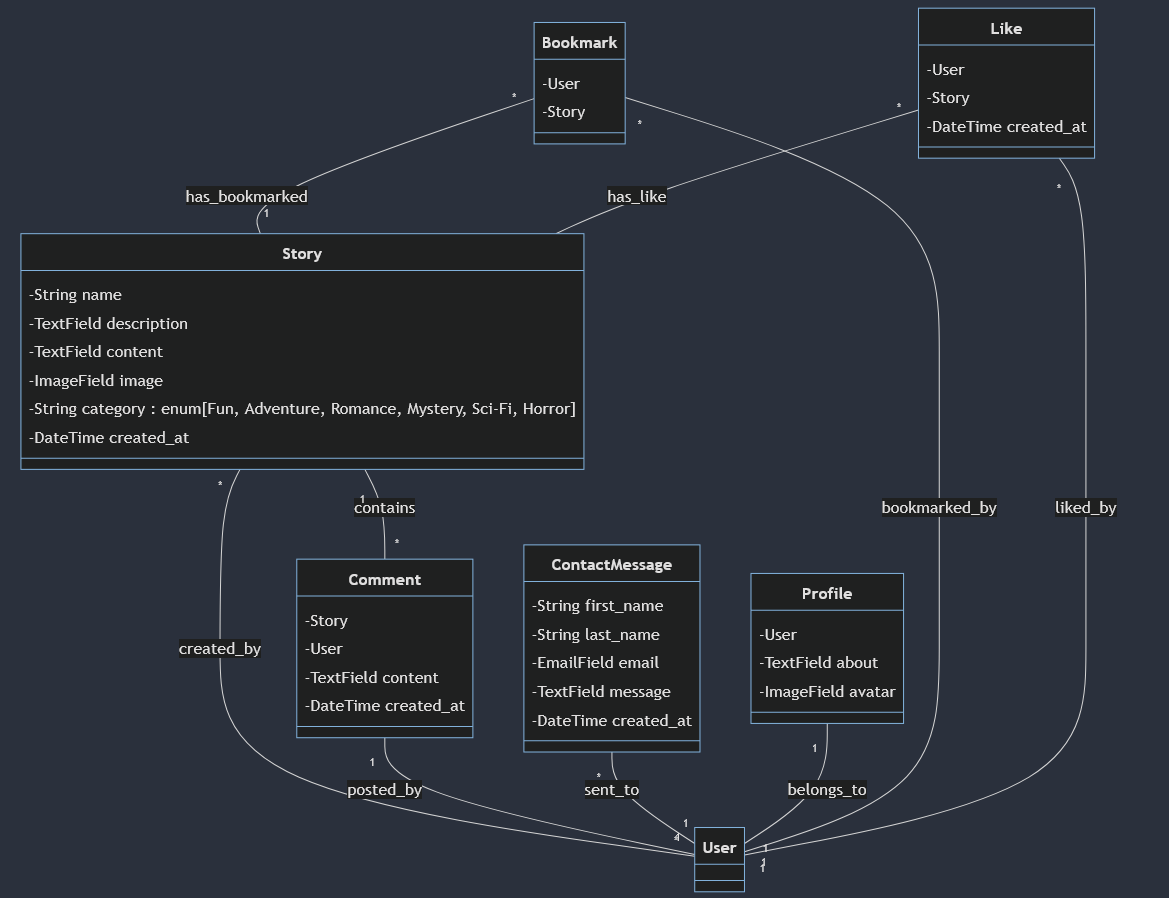 Bookmark
-User
-Story
Like
-User
-Story
-DateTime created_at
*
*
*
*
has_bookmarked
1
has_like
Story
-String name
-TextField description
-TextField content
-ImageField image
-String category : enum[Fun, Adventure, Romance, Mystery, Sci-Fi, Horror]
-DateTime created_at
*
1
contains
*
bookmarked_by
liked_by
Comment
-Story
-User
-TextField content
-DateTime created_at
ContactMessage
-String first_name
-String last_name
-EmailField email
-TextField message
-DateTime created_at
Profile
-User
-TextField about
-ImageField avatar
created_by
1
posted_by
*
sent_to
1
belongs_to
1
User
1
1
1